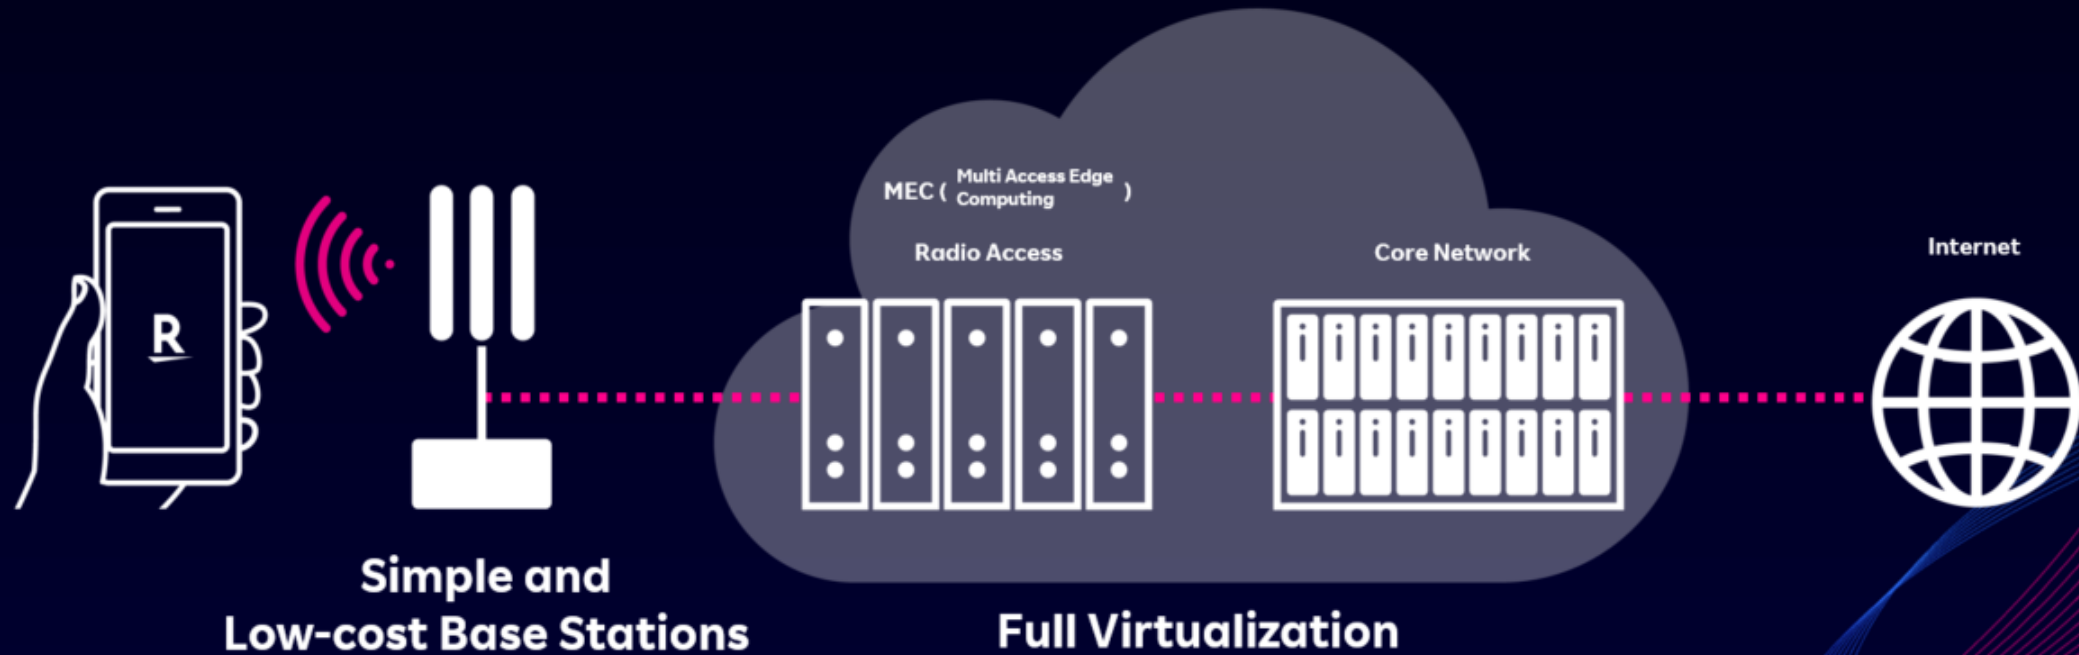 MEC ( Multi Access Edge
Computing )
Radio Access
Core Network
Internet
R
Simple and
Low-cost Base Stations
Full Virtualization